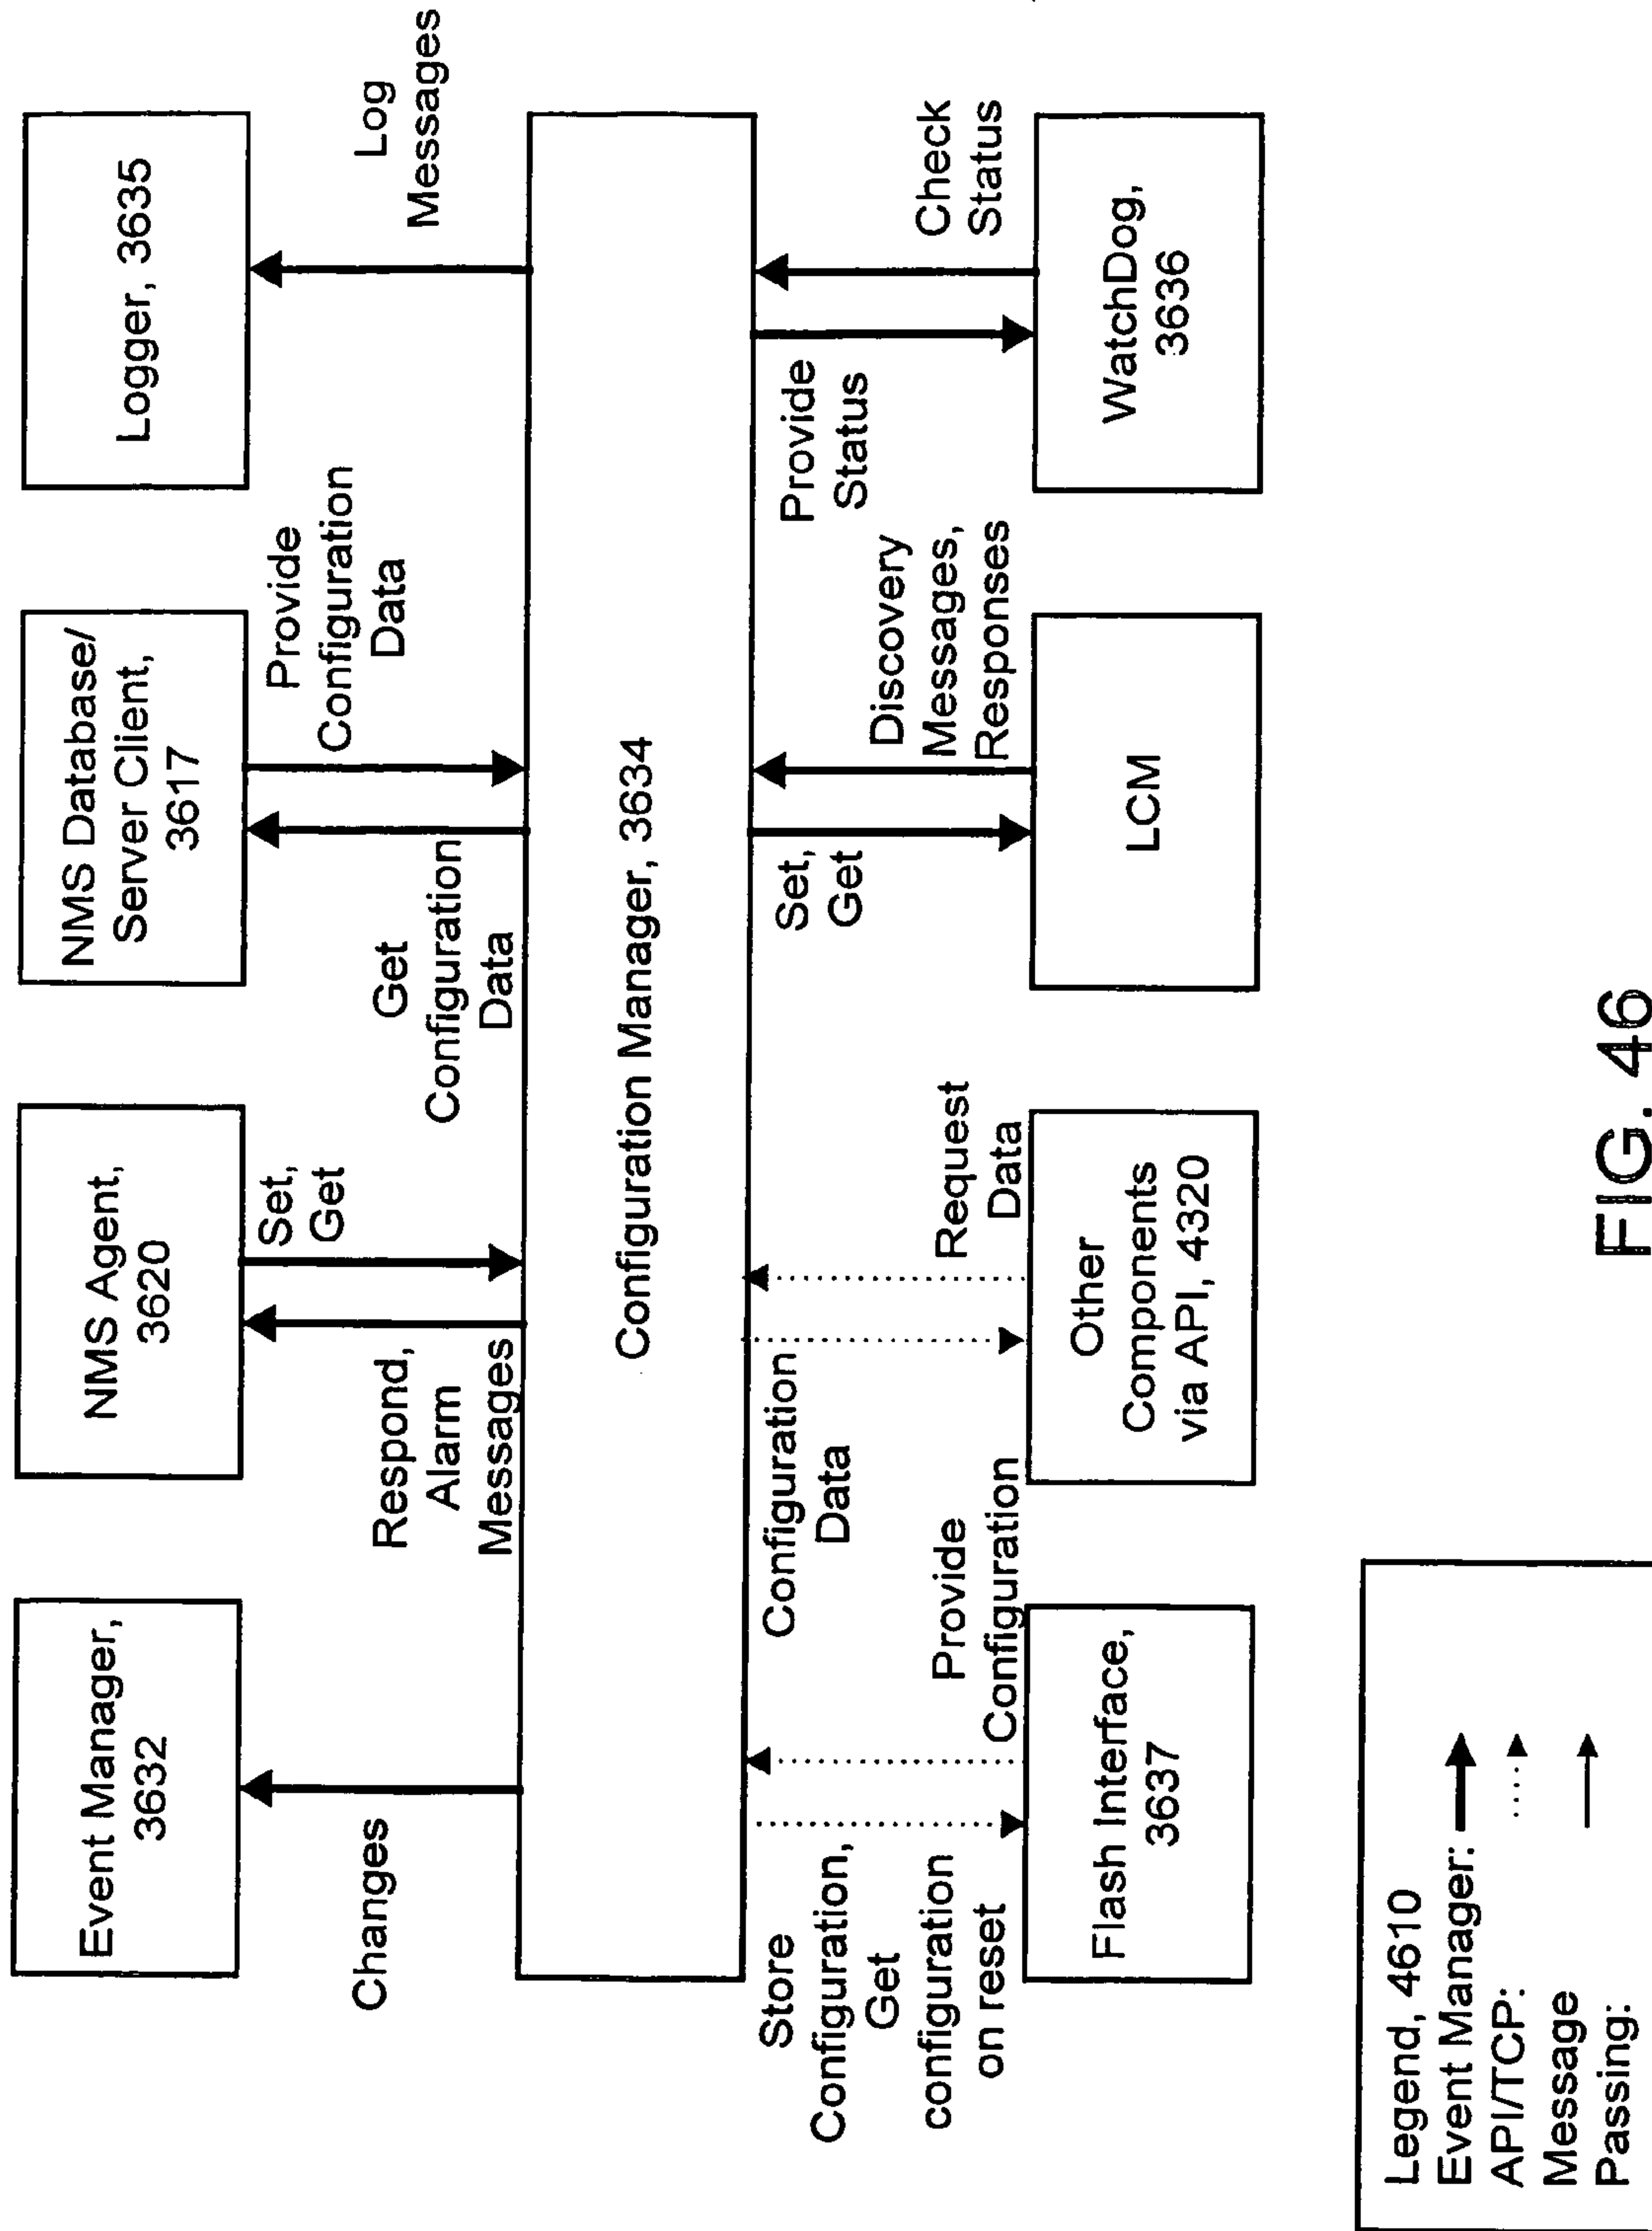 Event Manager,
3632
NMS Agent,
3620
NMS Database/
Server Client,
3617
Logger, 3635
Changes
Respond,
Alarm
Messages
Set,
Get
Get
Configuration
Data
Provide
Configuration
Data
Log
Messages
Configuration Manager, 3634
Store
Configuration,
Get
configuration
on reset
Provide
Configuration
Configuration
Data
Request
Data
Set,
Get
Discovery
Messages,
Responses
Provide
Status
Check
Status
Flash Interface,
3637
Other
Components
via API, 4320
LCM
WatchDog,
3636
Legend, 4610
Event Manager:
API/TCP:
Message
Passing:
FIG. 46